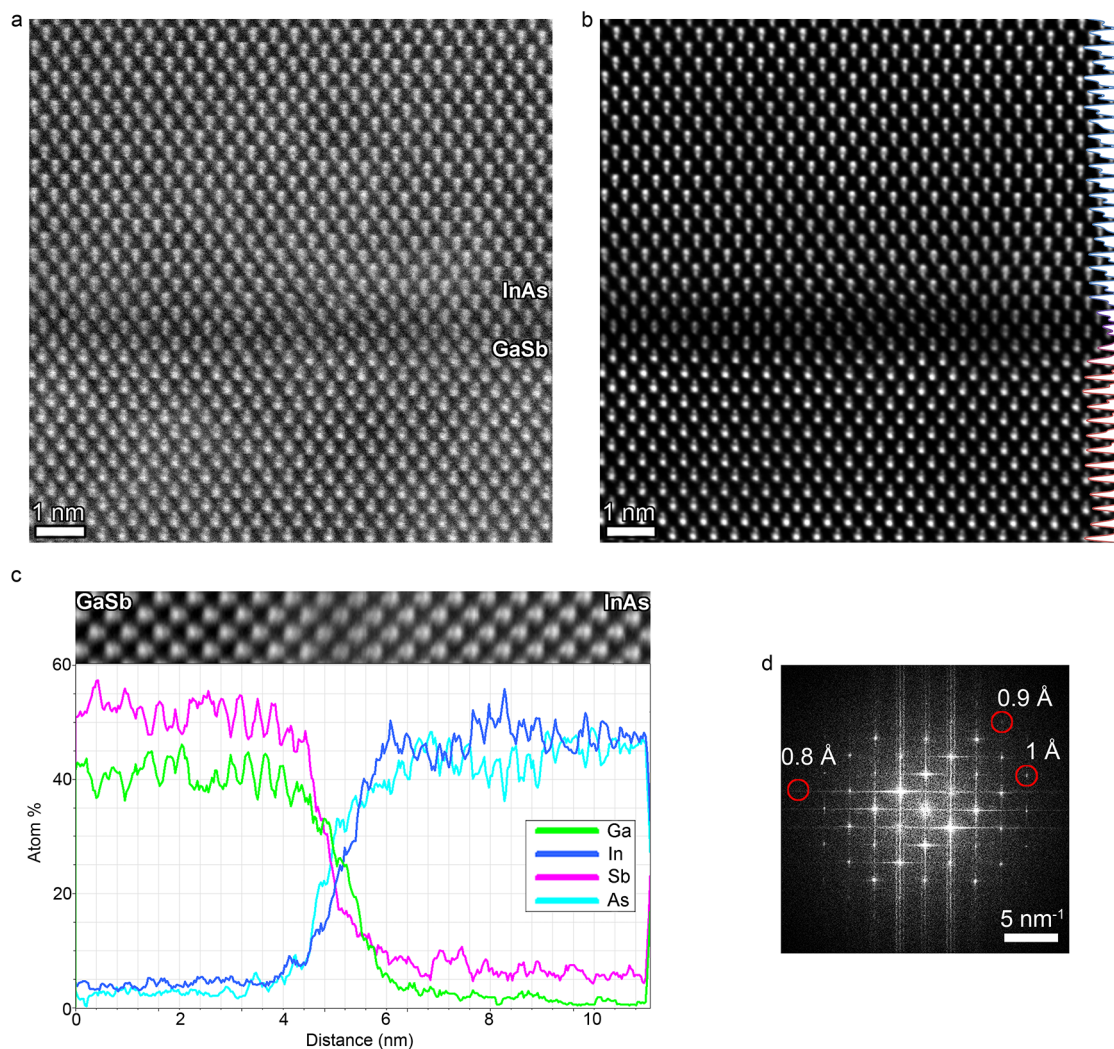 a
b
InAs
GaSb
1 nm
1 nm
c
GaSb
InAs
60
40
20
0
Atom %
Ga
In
Sb
As
0
2
4
6
8
10
Distance (nm)
d
0.9 Å
0.8 Å
1 Å
5 nm⁻¹